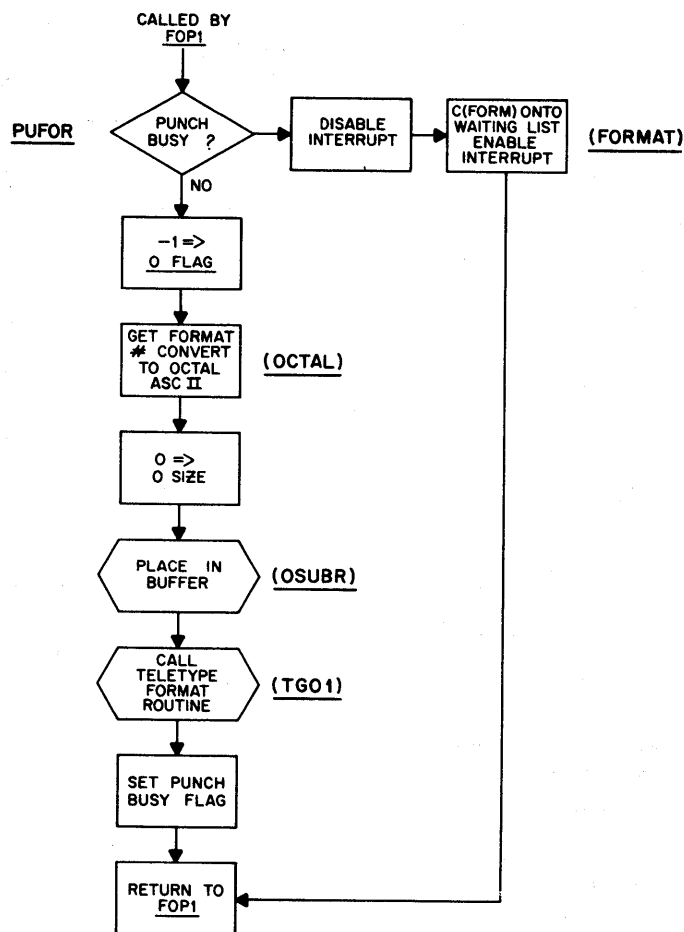 CALLED BY
FOP1
PUFOR
PUNCH
BUSY ?
DISABLE
INTERRUPT
C(FORM) ONTO
WAITING LIST
ENABLE
INTERRUPT
(FORMAT)
NO
-1 =>
0 FLAG
GET FORMAT
# CONVERT
TO OCTAL
ASC II
(OCTAL)
0 =>
0 SIZE
PLACE IN
BUFFER
(OSUBR)
CALL
TELETYPE
FORMAT
ROUTINE
(TGO1)
SET PUNCH
BUSY FLAG
RETURN TO
FOP1